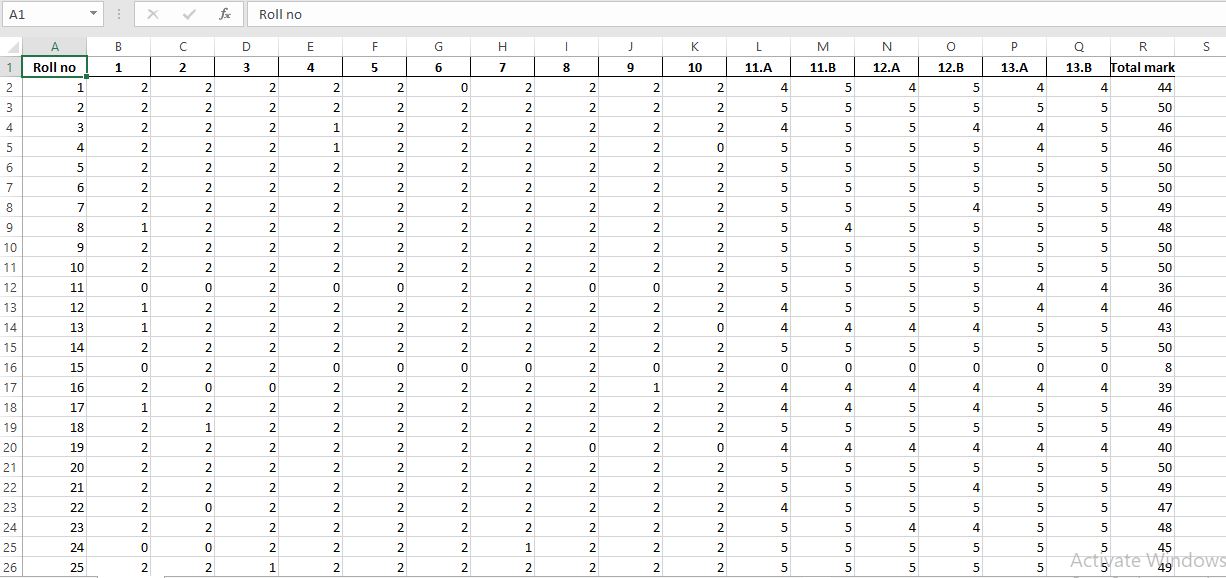 A1 fx Roll no
A B C D E F G H I J K L M N O P Q R S
1 Roll no 1 2 3 4 5 6 7 8 9 10 11.A 11.B 12.A 12.B 13.A 13.B Total mark
2 1 2 2 2 2 2 0 2 2 2 2 4 5 4 5 4 4 44
3 2 2 2 2 2 2 2 2 2 2 2 5 5 5 5 5 5 50
4 3 2 2 2 1 2 2 2 2 2 2 4 5 5 4 4 5 46
5 4 2 2 2 1 2 2 2 2 2 0 5 5 5 5 4 5 46
6 5 2 2 2 2 2 2 2 2 2 2 5 5 5 5 5 5 50
7 6 2 2 2 2 2 2 2 2 2 2 5 5 5 5 5 5 50
8 7 2 2 2 2 2 2 2 2 2 2 5 5 5 4 5 5 49
9 8 1 2 2 2 2 2 2 2 2 2 5 4 5 5 5 5 48
10 9 2 2 2 2 2 2 2 2 2 2 5 5 5 5 5 5 50
11 10 2 2 2 2 2 2 2 2 2 2 5 5 5 5 5 5 50
12 11 0 0 2 0 0 2 2 0 0 2 5 5 5 5 4 4 36
13 12 1 2 2 2 2 2 2 2 2 2 4 5 5 5 4 4 46
14 13 1 2 2 2 2 2 2 2 2 0 4 4 4 4 5 5 43
15 14 2 2 2 2 2 2 2 2 2 2 5 5 5 5 5 5 50
16 15 0 2 2 0 0 0 0 2 0 2 0 0 0 0 0 0 8
17 16 2 0 0 2 2 2 2 2 1 2 4 4 4 4 4 4 39
18 17 1 2 2 2 2 2 2 2 2 2 4 4 5 4 5 5 46
19 18 2 1 2 2 2 2 2 2 2 2 5 5 5 5 5 5 49
20 19 2 2 2 2 2 2 2 0 2 0 4 4 4 4 4 4 40
21 20 2 2 2 2 2 2 2 2 2 2 5 5 5 5 5 5 50
22 21 2 2 2 2 2 2 2 2 2 2 5 5 5 4 5 5 49
23 22 2 0 2 2 2 2 2 2 2 2 4 5 5 5 5 5 47
24 23 2 2 2 2 2 2 2 2 2 2 5 5 4 4 5 5 48
25 24 0 0 2 2 2 2 1 2 2 2 5 5 5 5 5 5 45
26 25 2 2 1 2 2 2 2 2 2 2 5 5 5 5 5 5 49
Activate Windows